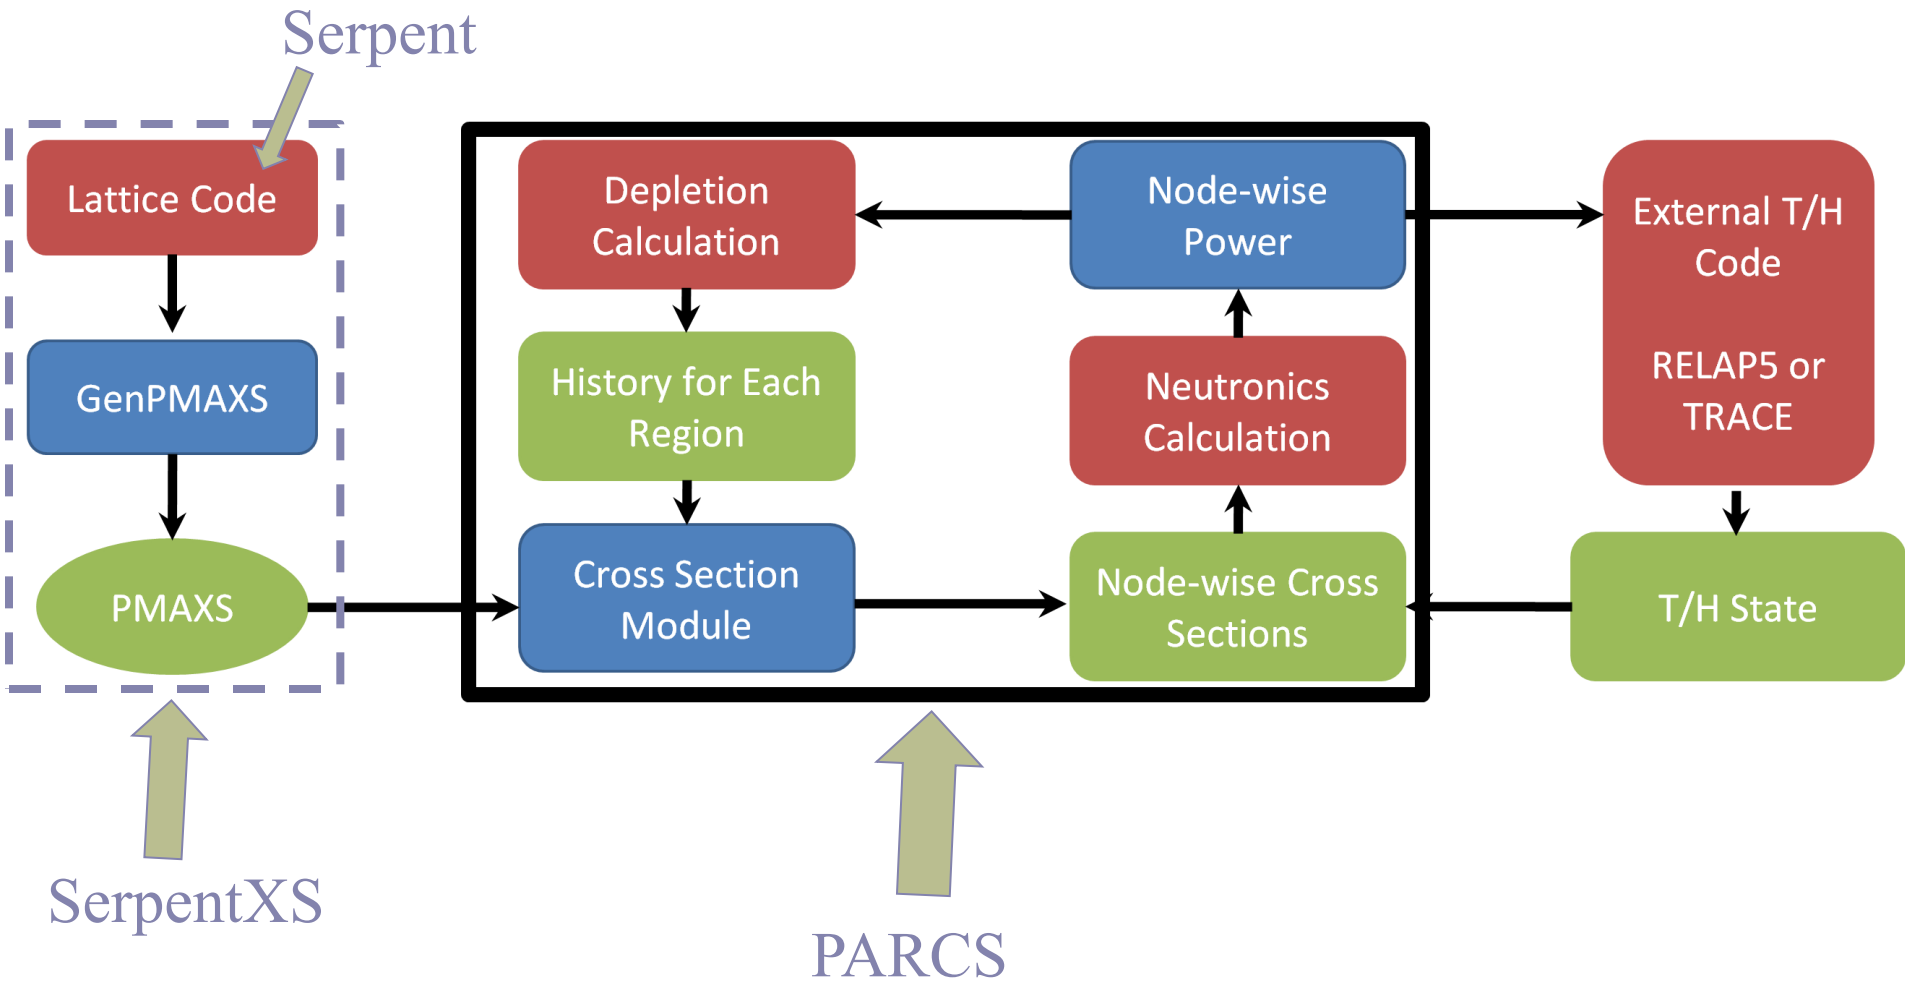 Serpent
Lattice Code
GenPMAXS
PMAXS
SerpentXS
Depletion
Calculation
History for Each
Region
Cross Section
Module
Node-wise
Power
Neutronics
Calculation
Node-wise Cross
Sections
PARCS
External T/H
Code
RELAP5 or
TRACE
T/H State